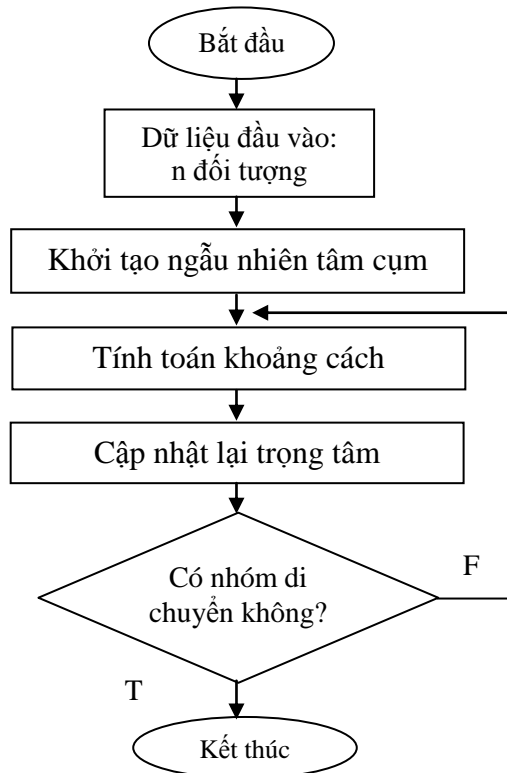 Bắt đầu
Dữ liệu đầu vào:
n đối tượng
Khởi tạo ngẫu nhiên tâm cụm
Tính toán khoảng cách
Cập nhật lại trọng tâm
Có nhóm di
chuyển không?
F
T
Kết thúc